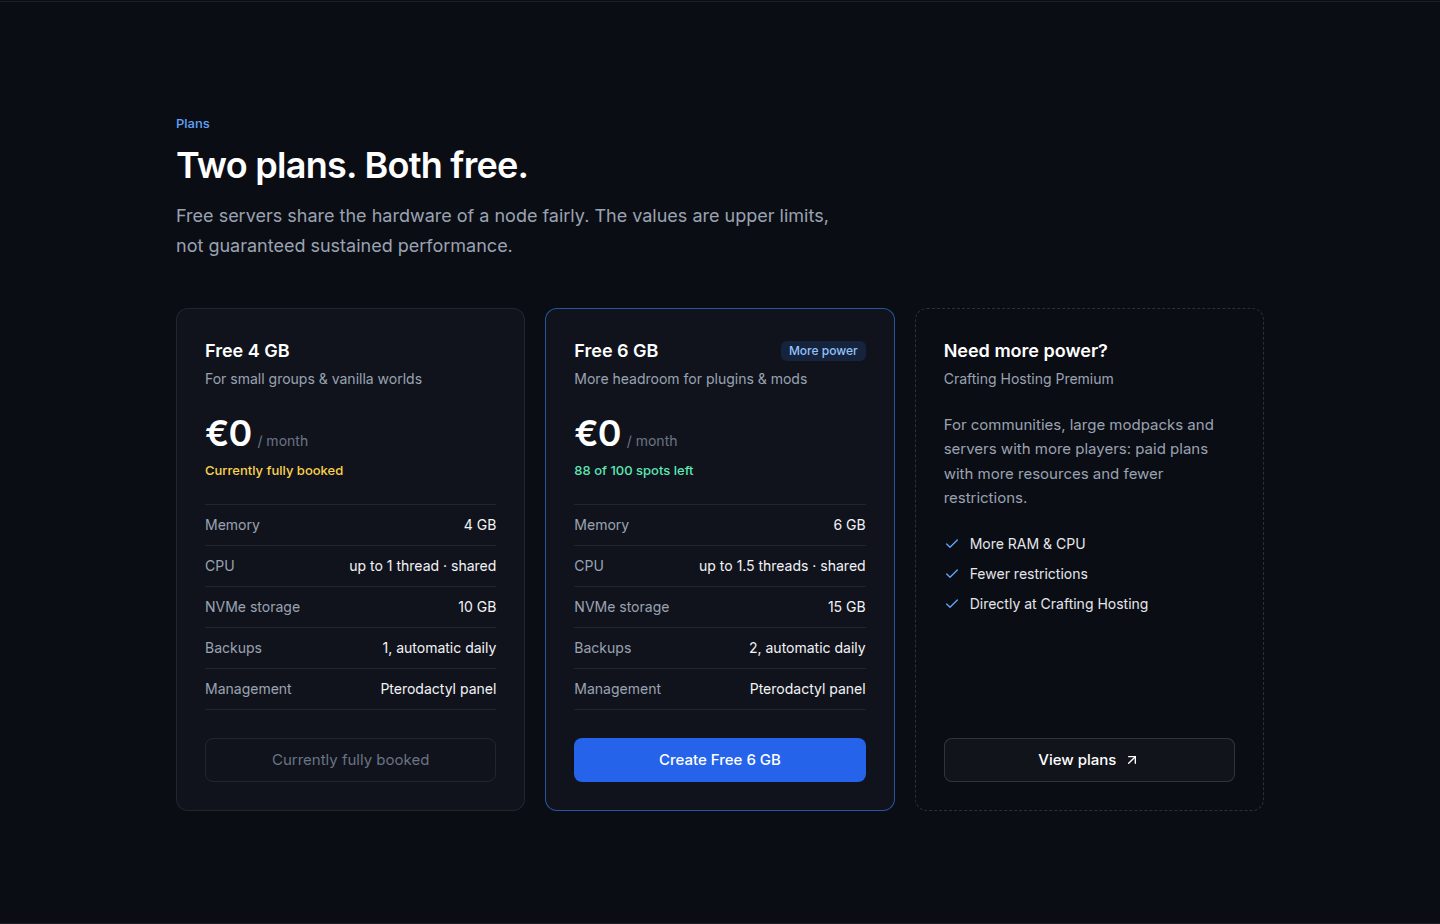 Plans
Two plans. Both free.
Free servers share the hardware of a node fairly. The values are upper limits,
not guaranteed sustained performance.
Free 4 GB
For small groups & vanilla worlds
€0 / month
Currently fully booked
Memory 4 GB
CPU up to 1 thread · shared
NVMe storage 10 GB
Backups 1, automatic daily
Management Pterodactyl panel
Currently fully booked
Free 6 GB More power
More headroom for plugins & mods
€0 / month
88 of 100 spots left
Memory 6 GB
CPU up to 1.5 threads · shared
NVMe storage 15 GB
Backups 2, automatic daily
Management Pterodactyl panel
Create Free 6 GB
Need more power?
Crafting Hosting Premium
For communities, large modpacks and
servers with more players: paid plans
with more resources and fewer
restrictions.
More RAM & CPU
Fewer restrictions
Directly at Crafting Hosting
View plans